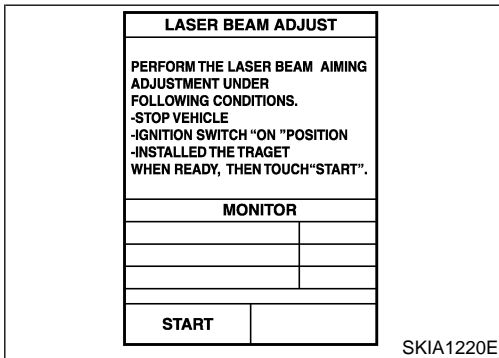 LASER BEAM ADJUST
PERFORM THE LASER BEAM AIMING
ADJUSTMENT UNDER
FOLLOWING CONDITIONS.
-STOP VEHICLE
-IGNITION SWITCH “ON ”POSITION
-INSTALLED THE TRAGET
WHEN READY, THEN TOUCH“START”.
MONITOR
START
SKIA1220E